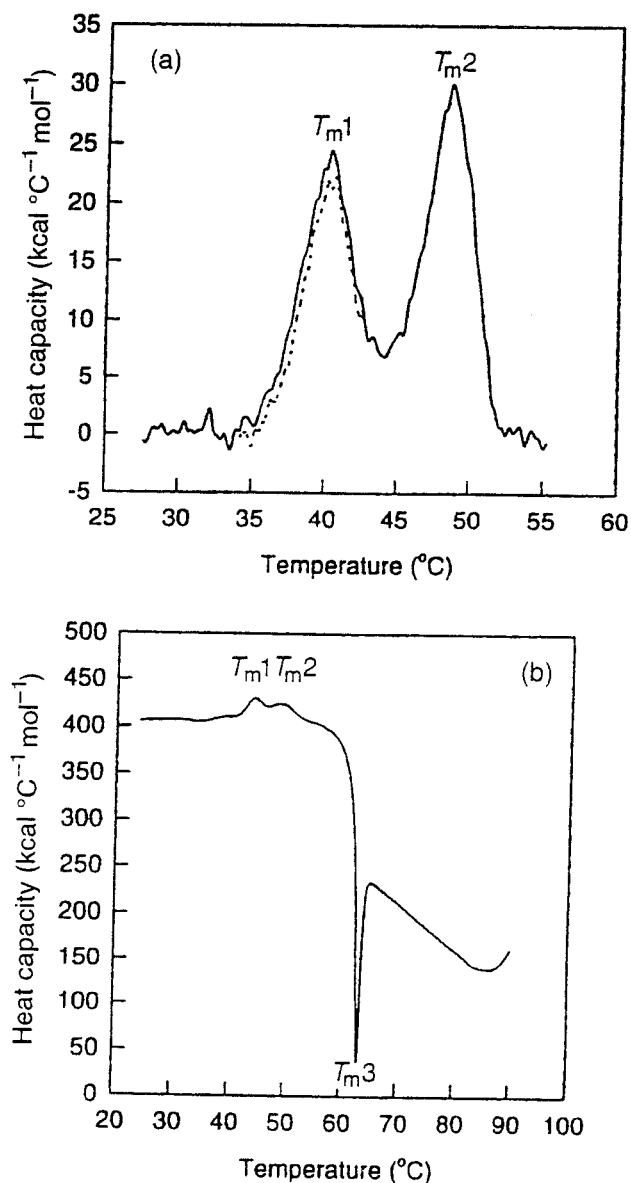 35
(a)
30
25
20
15
10
5
0
-5
Tm1
Tm2
25 30 35 40 45 50 55 60
Heat capacity (kcal °C⁻¹ mol⁻¹)
Temperature (°C)
500
450
400
350
300
250
200
150
100
50
0
Tm1 Tm2
(b)
Tm3
20 30 40 50 60 70 80 90 100
Heat capacity (kcal °C⁻¹ mol⁻¹)
Temperature (°C)